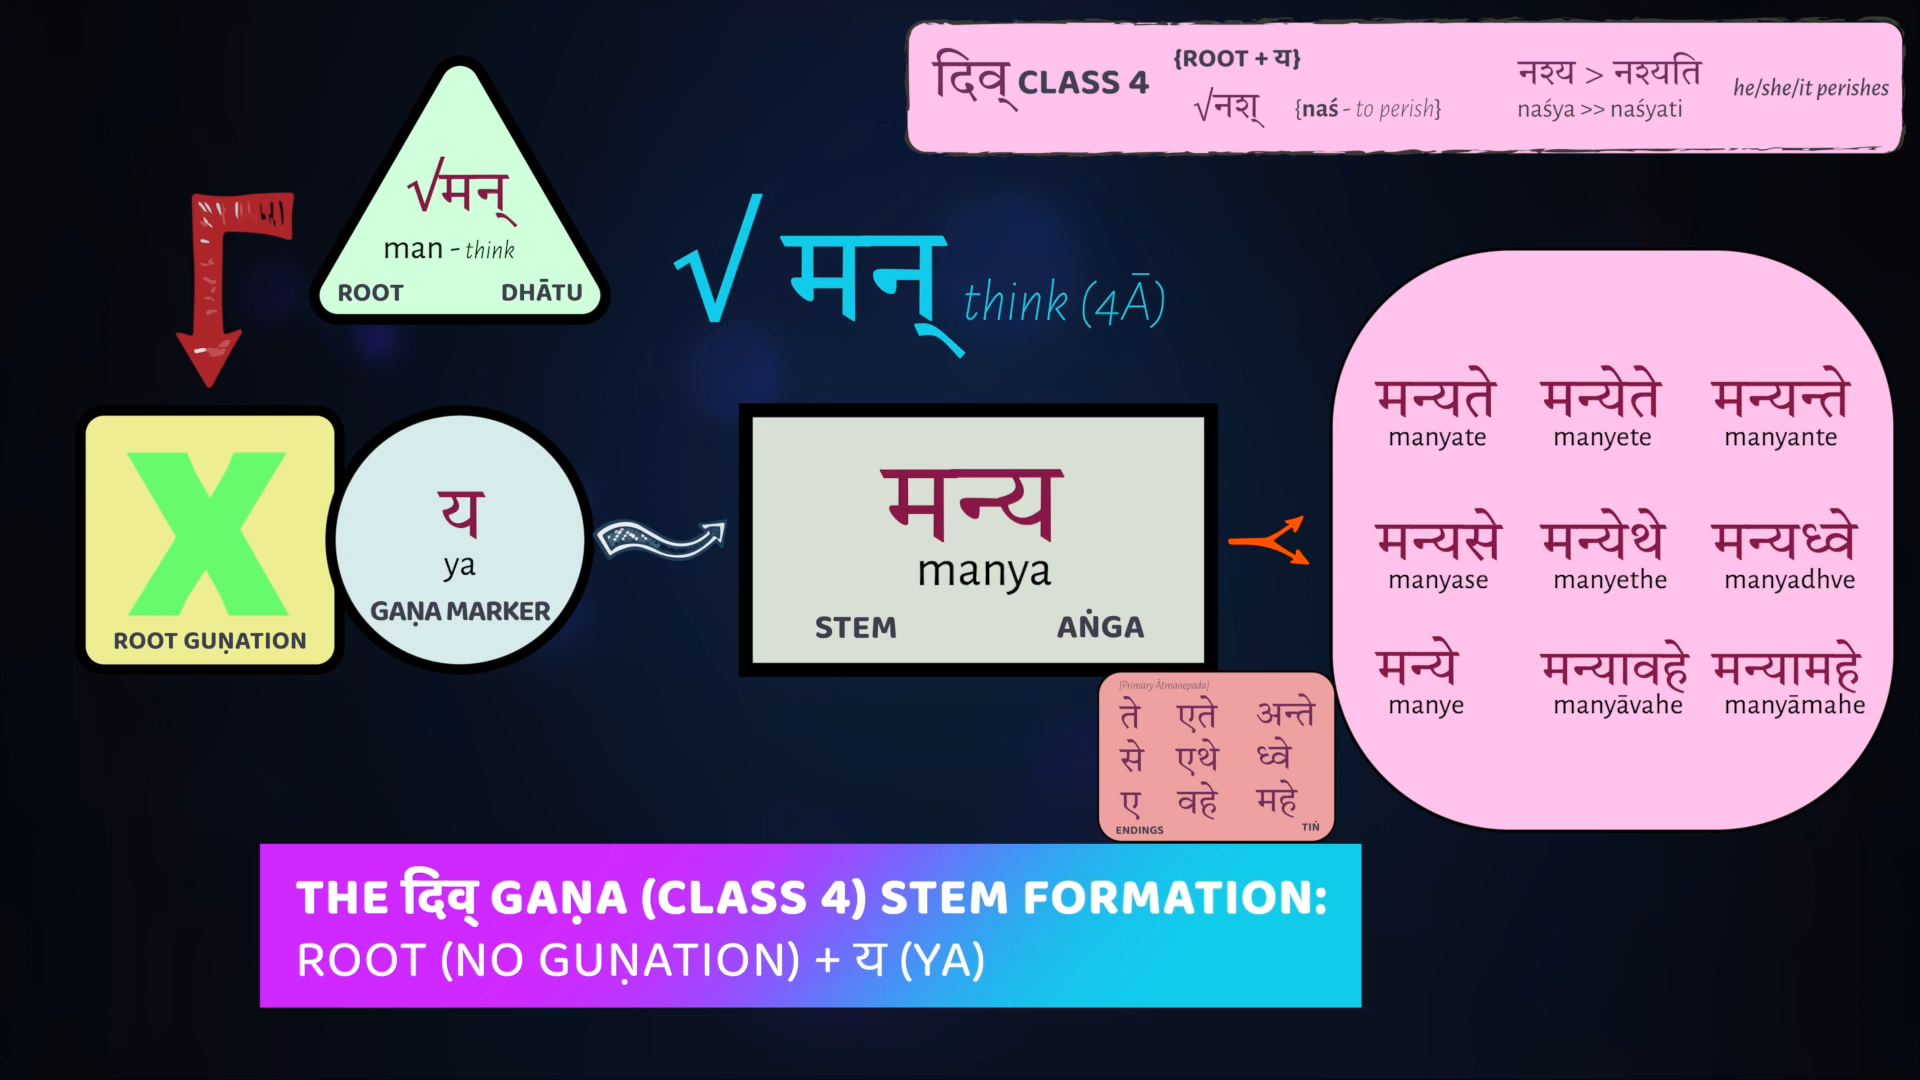 दिव् CLASS 4
{ROOT + य}
√नश् {naś - to perish}
नश्य > नश्यति
naśya >> naśyati
he/she/it perishes
√मन्
man - think
ROOT DHĀTU
√ मन् think (4Ā)
X
ROOT GUṆATION
य
ya
GAṆA MARKER
मन्य
manya
STEM AṄGA
मन्यते मन्येते मन्यन्ते
manyate manyete manyante
मन्यसे मन्येथे मन्यध्वे
manyase manyethe manyadhve
मन्ये मन्यावहे मन्यामहे
manye manyāvahe manyāmahe
[Primary Ātmanepada]
ते एते अन्ते
से एथे ध्वे
ए वहे महे
ENDINGS TIṄ
THE दिव् GAṆA (CLASS 4) STEM FORMATION:
ROOT (NO GUṆATION) + य (YA)